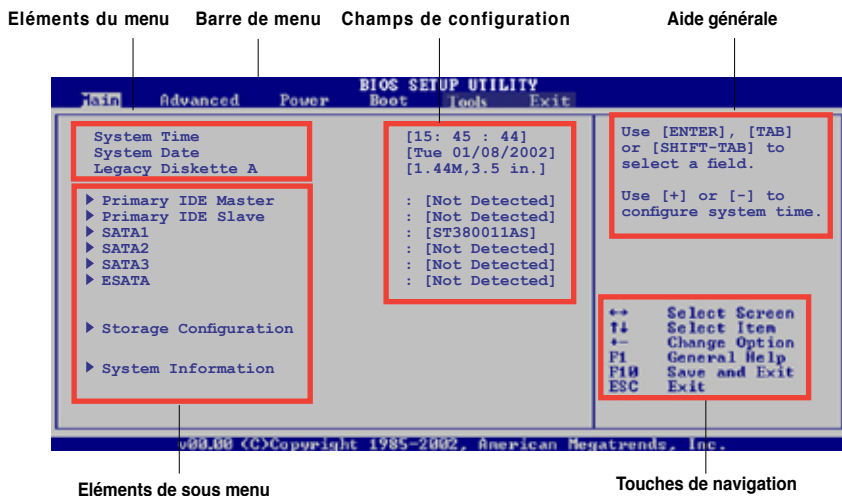 Eléments du menu Barre de menu Champs de configuration Aide générale
BIOS SETUP UTILITY
Main Advanced Power Boot Tools Exit
System Time [15: 45 : 44]
System Date [Tue 01/08/2002]
Legacy Diskette A [1.44M,3.5 in.]
Primary IDE Master : [Not Detected]
Primary IDE Slave : [Not Detected]
SATA1 : [ST380011AS]
SATA2 : [Not Detected]
SATA3 : [Not Detected]
ESATA : [Not Detected]
Storage Configuration
System Information
Use [ENTER], [TAB]
or [SHIFT-TAB] to
select a field.
Use [+] or [-] to
configure system time.
↔ Select Screen
↑↓ Select Item
+- Change Option
F1 General Help
F10 Save and Exit
ESC Exit
v00.00 (C)Copyright 1985-2002, American Megatrends, Inc.
Eléments de sous menu Touches de navigation